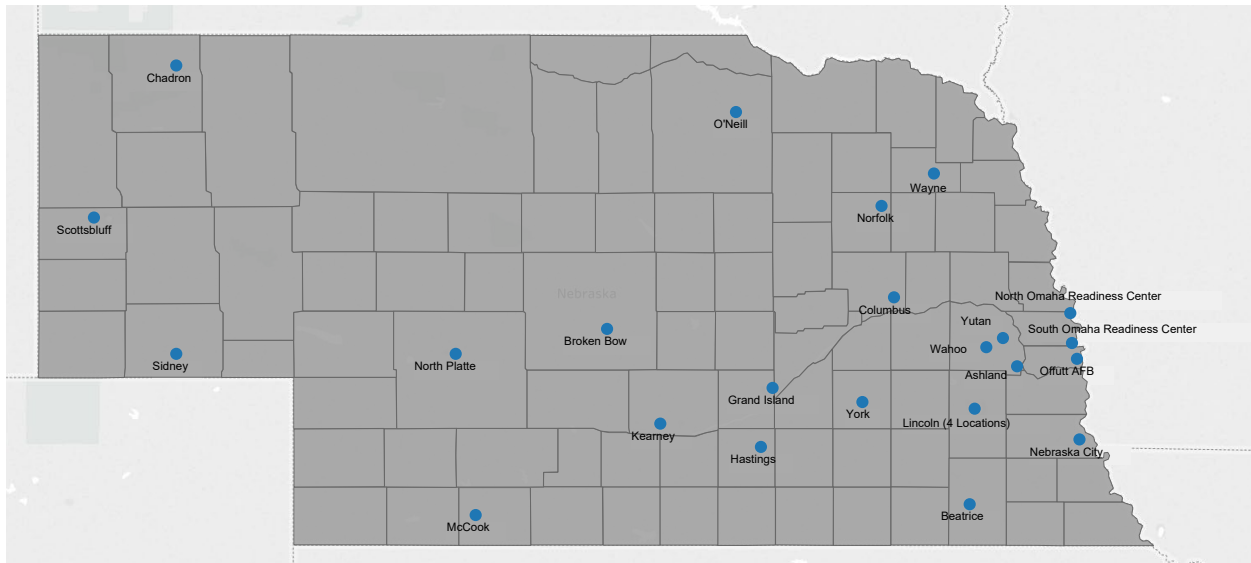 Chadron
O'Neill
Wayne
Norfolk
Scottsbluff
Nebraska
North Omaha Readiness Center
Columbus
Yutan
South Omaha Readiness Center
Broken Bow
Wahoo
Sidney
North Platte
Offutt AFB
Ashland
Grand Island
York
Lincoln (4 Locations)
Kearney
Nebraska City
Hastings
Beatrice
McCook